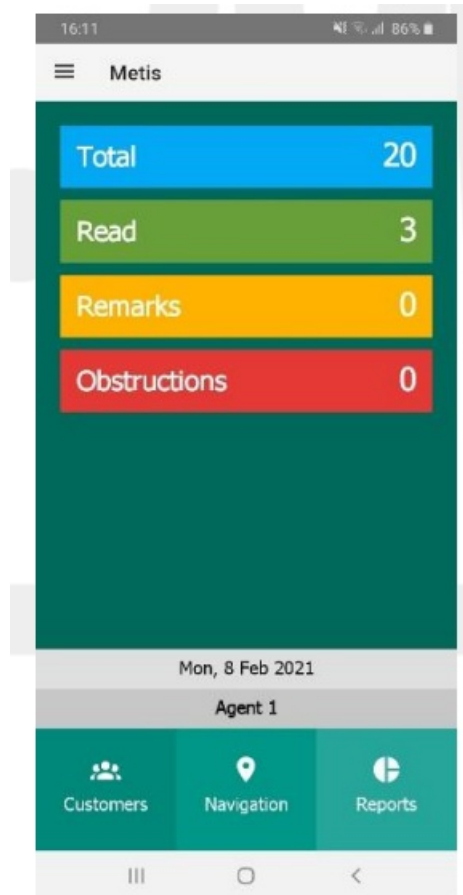 16:11 86%
Metis
Total 20
Read 3
Remarks 0
Obstructions 0
Mon, 8 Feb 2021
Agent 1
Customers Navigation Reports